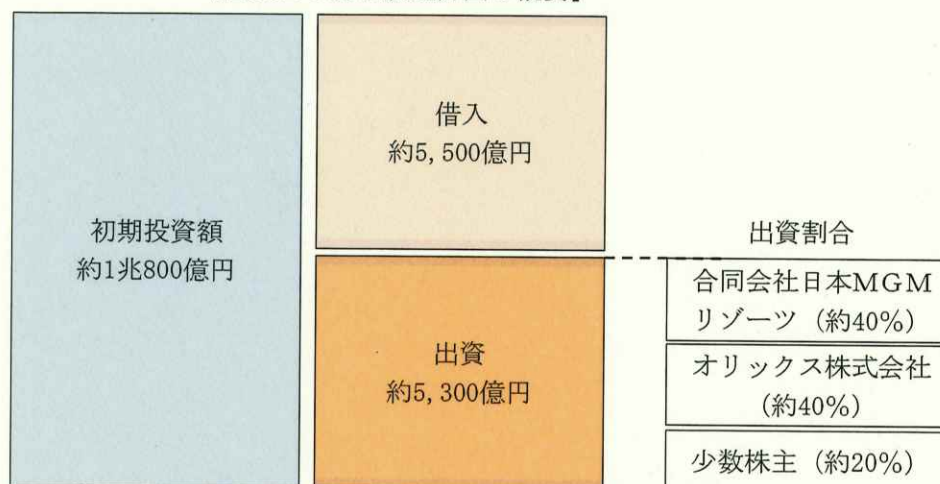 初期投資額
約1兆800億円
借入
約5,500億円
出資
約5,300億円
出資割合
合同会社日本MGM
リゾーツ（約40%）
オリックス株式会社
（約40%）
少数株主（約20%）